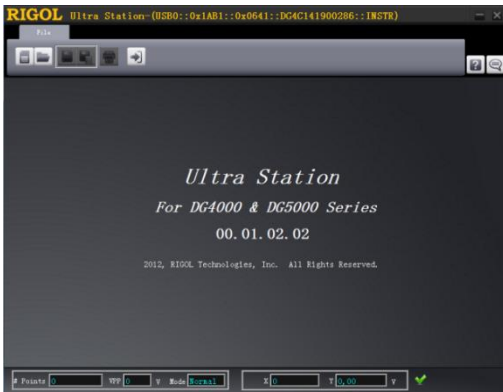 RIGOL Ultra Station-(USB0::0x1AB1::0x0641::DG4C141900286::INSTR)
File
Ultra Station
For DG4000 & DG5000 Series
00.01.02.02
2012, RIGOL Technologies, Inc. All Rights Reserved.
# Points 0 VPP 0 V Mode Normal X 0 Y 0,00 V